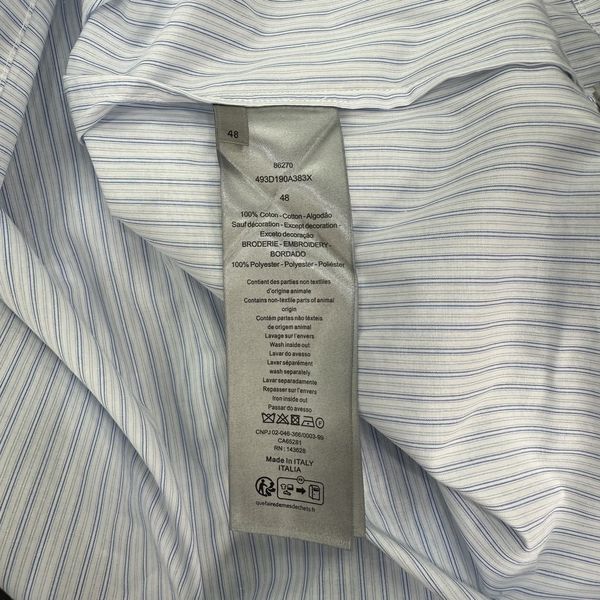 48
86270
493D190A383X
48
100% Coton - Cotton - Algodão
Sauf décoration - Except decoration -
Exceto decoração
BRODERIE - EMBROIDERY -
BORDADO
100% Polyester - Polyester - Poliéster
Contient des parties non textiles
d'origine animale
Contains non-textile parts of animal
origin
Contém partes não têxteis
de origem animal
Lavage sur l'envers
Wash inside out
Lavar do avesso
Laver séparément
wash separately
Lavar separadamente
Repasser sur l'envers
Iron inside out
Passar do avesso
CNPJ 02-046-366/0003-99
CA65281
RN : 143628
Made in ITALY
ITALIA
FR
quefairedemesdechets.fr